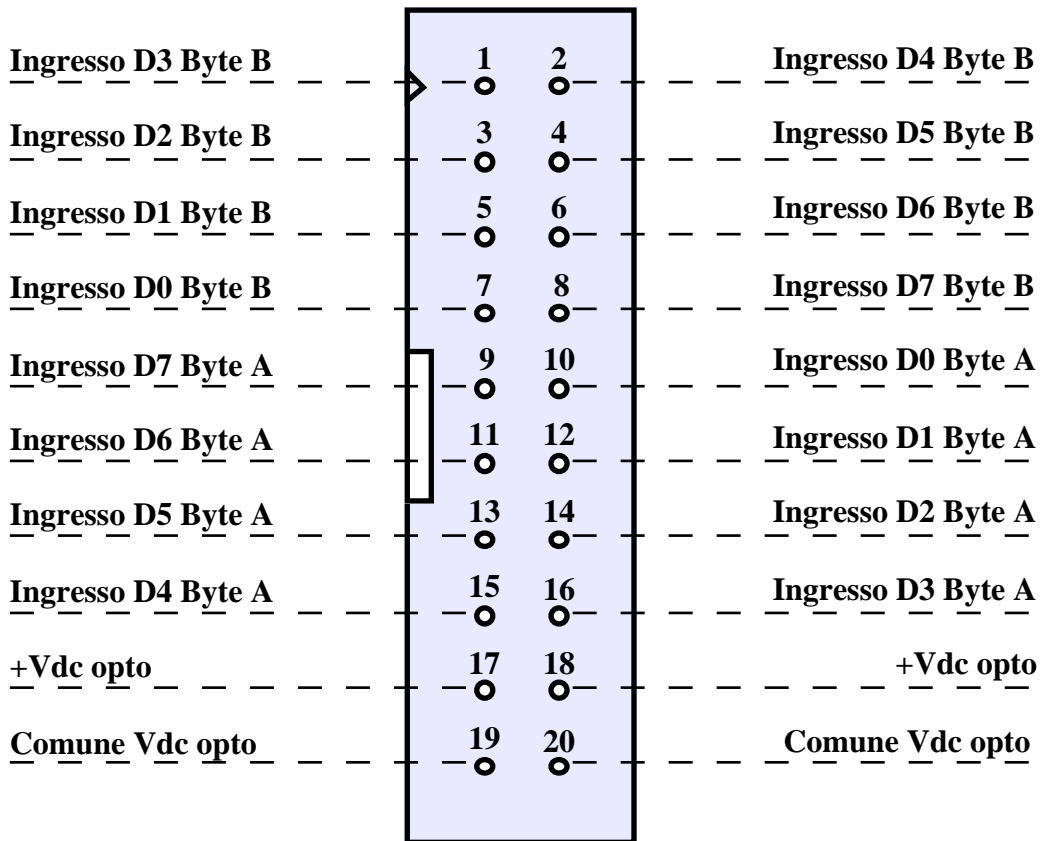 Ingresso D3 Byte B 1 2 Ingresso D4 Byte B
Ingresso D2 Byte B 3 4 Ingresso D5 Byte B
Ingresso D1 Byte B 5 6 Ingresso D6 Byte B
Ingresso D0 Byte B 7 8 Ingresso D7 Byte B
Ingresso D7 Byte A 9 10 Ingresso D0 Byte A
Ingresso D6 Byte A 11 12 Ingresso D1 Byte A
Ingresso D5 Byte A 13 14 Ingresso D2 Byte A
Ingresso D4 Byte A 15 16 Ingresso D3 Byte A
+Vdc opto 17 18 +Vdc opto
Comune Vdc opto 19 20 Comune Vdc opto